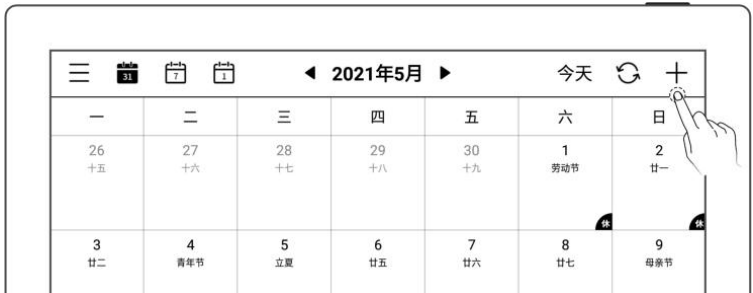 31 7 1 2021年5月 今天
一 二 三 四 五 六 日
26 27 28 29 30 1 2
十五 十六 十七 十八 十九 劳动节 廿一
休 休
3 4 5 6 7 8 9
廿二 青年节 立夏 廿五 廿六 廿七 母亲节